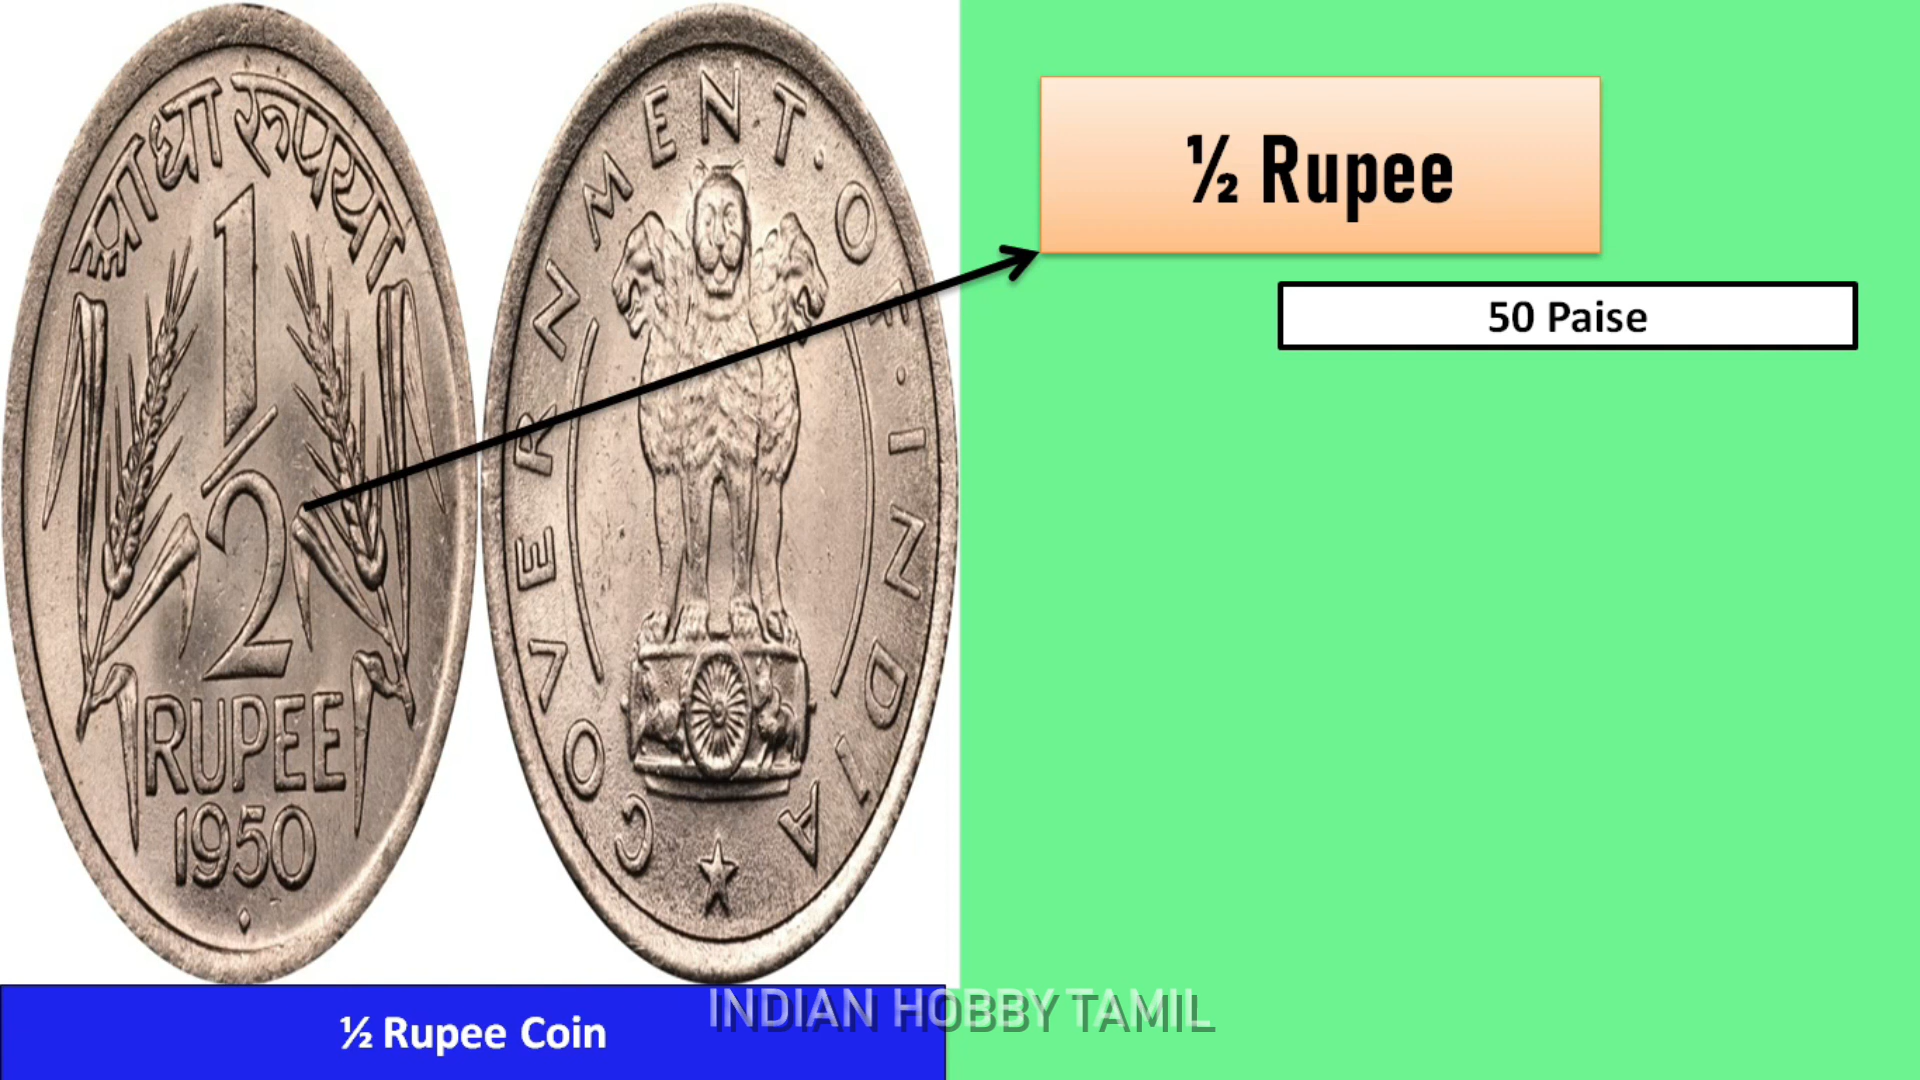 आधा रुपया
1/2
RUPEE
1950
GOVERNMENT · OF · INDIA
½ Rupee
50 Paise
½ Rupee Coin
INDIAN HOBBY TAMIL